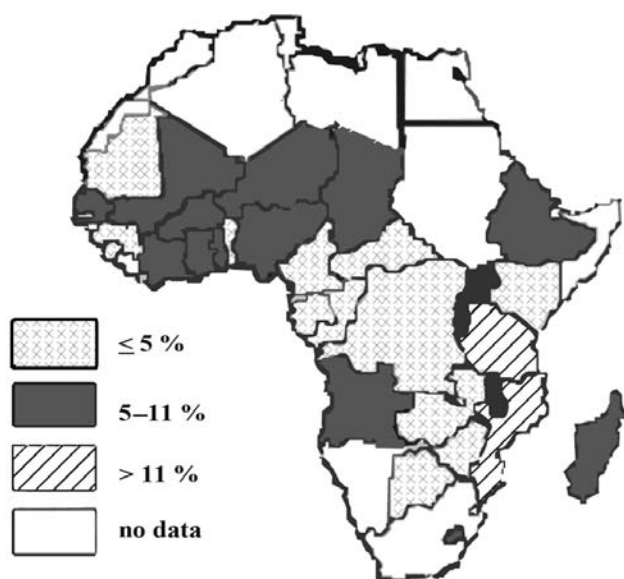 ≤ 5 %
5–11 %
> 11 %
no data